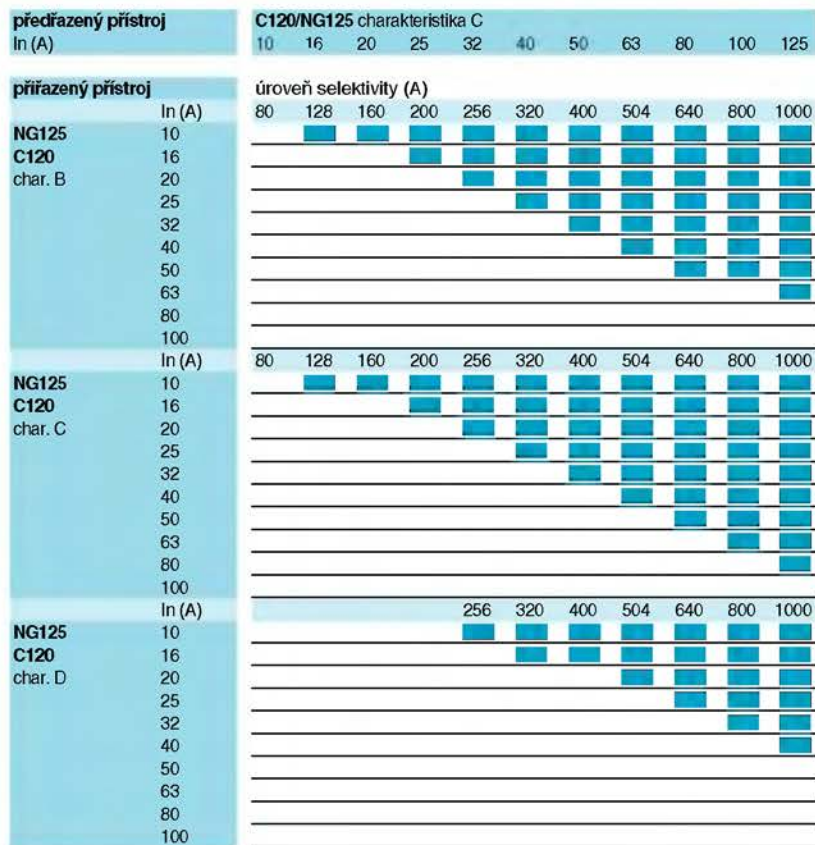 předřazený přístroj C120/NG125 charakteristika C
In (A) 10 16 20 25 32 40 50 63 80 100 125
přiřazený přístroj úroveň selektivity (A)
In (A) 80 128 160 200 256 320 400 504 640 800 1000
NG125 10
C120 16
char. B 20
25
32
40
50
63
80
100
In (A) 80 128 160 200 256 320 400 504 640 800 1000
NG125 10
C120 16
char. C 20
25
32
40
50
63
80
100
In (A) 256 320 400 504 640 800 1000
NG125 10
C120 16
char. D 20
25
32
40
50
63
80
100